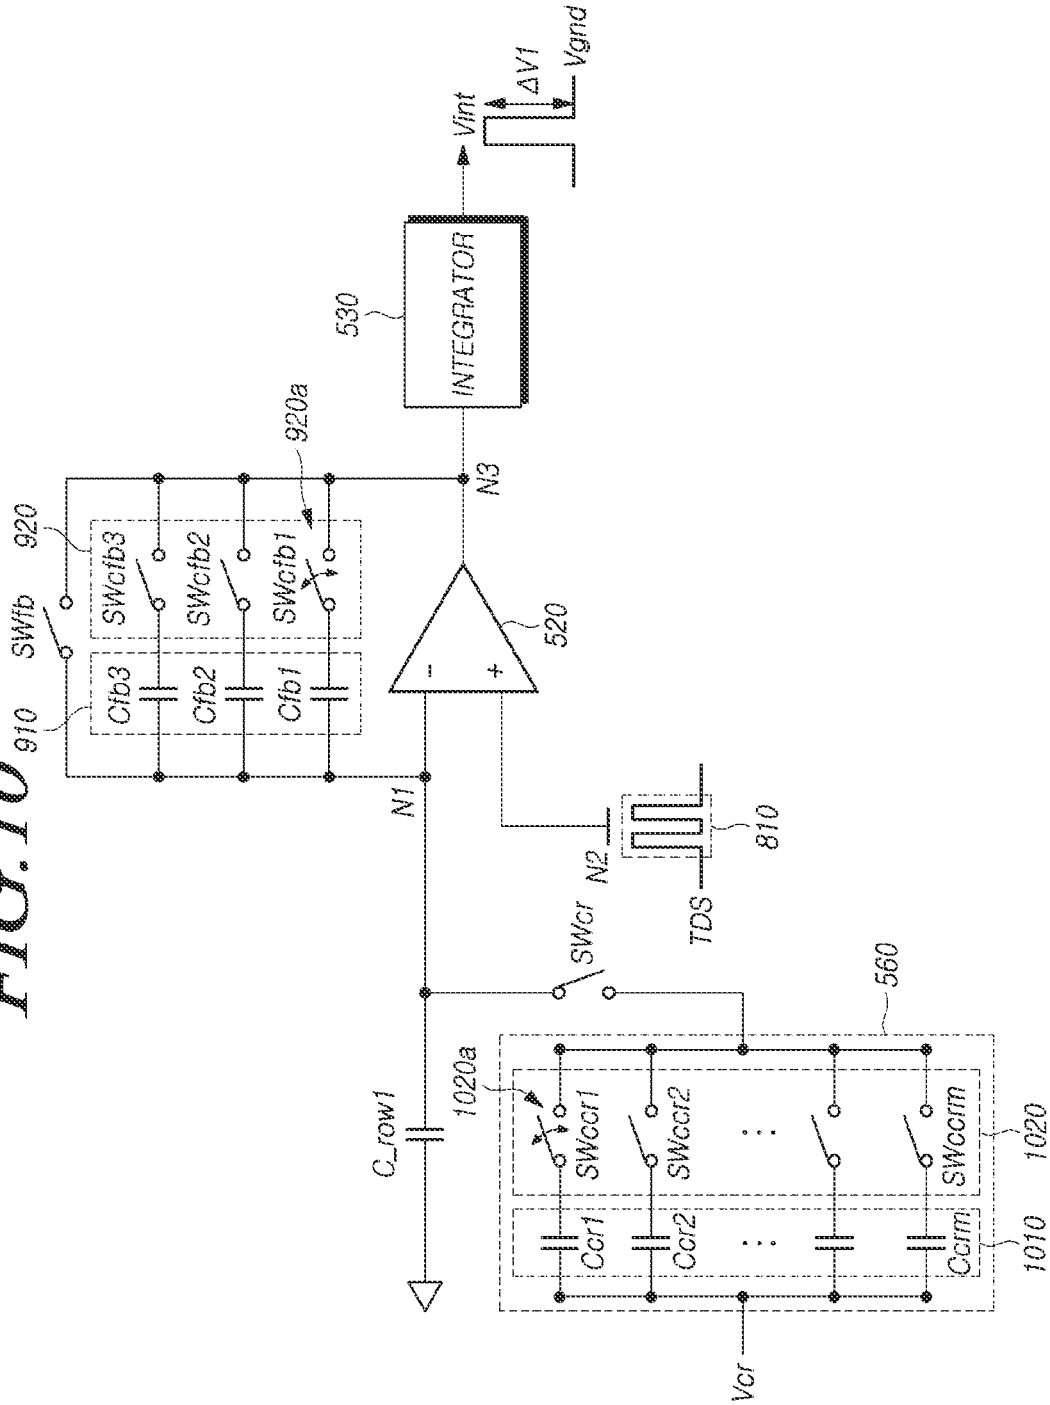 FIG. 10
910
SWfb
920
Cfb3
SWcfb3
Cfb2
SWcfb2
Cfb1
SWcfb1
920a
N1
-
+
520
N3
530
INTEGRATOR
Vint
ΔV1
Vgnd
C_row1
SWcr
N2
TDS
810
1020a
560
Vcr
Ccr1
SWccr1
Ccr2
SWccr2
...
...
Ccrm
SWccrm
1010
1020